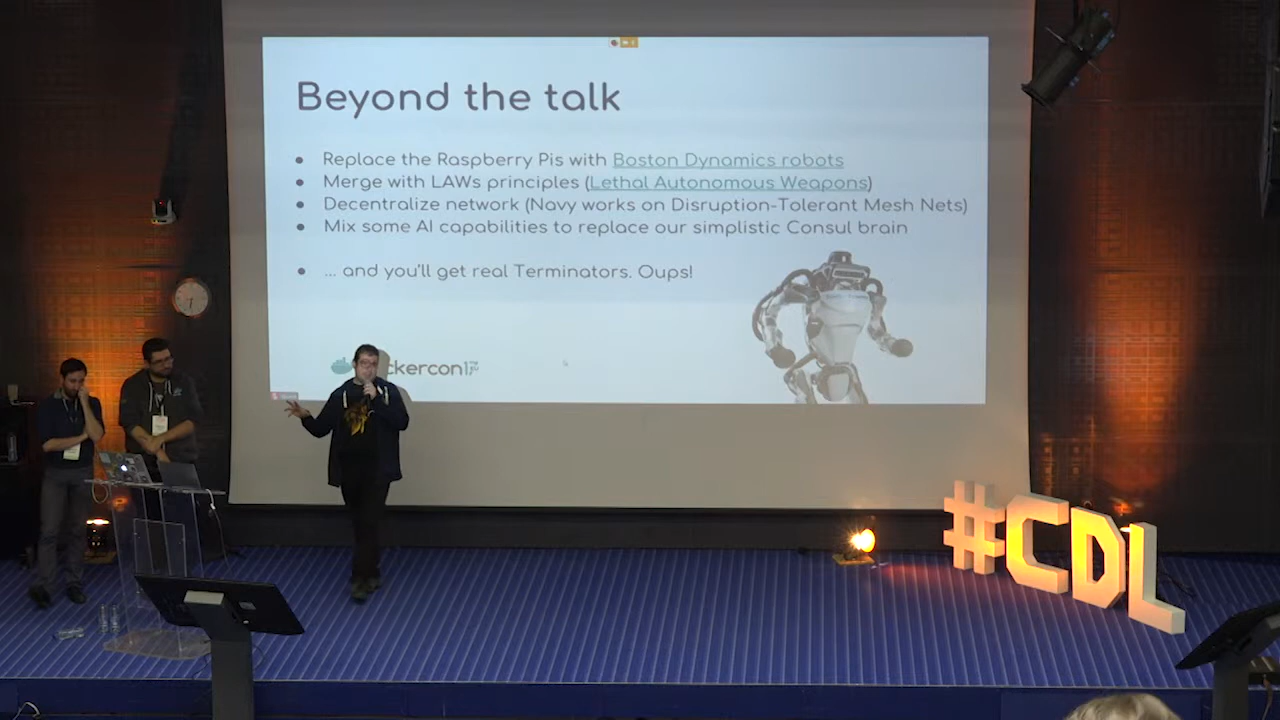 Beyond the talk
● Replace the Raspberry Pis with Boston Dynamics robots
● Merge with LAWs principles (Lethal Autonomous Weapons)
● Decentralize network (Navy works on Disruption-Tolerant Mesh Nets)
● Mix some AI capabilities to replace our simplistic Consul brain
● ... and you'll get real Terminators. Oups!
ckercon17
#CDL